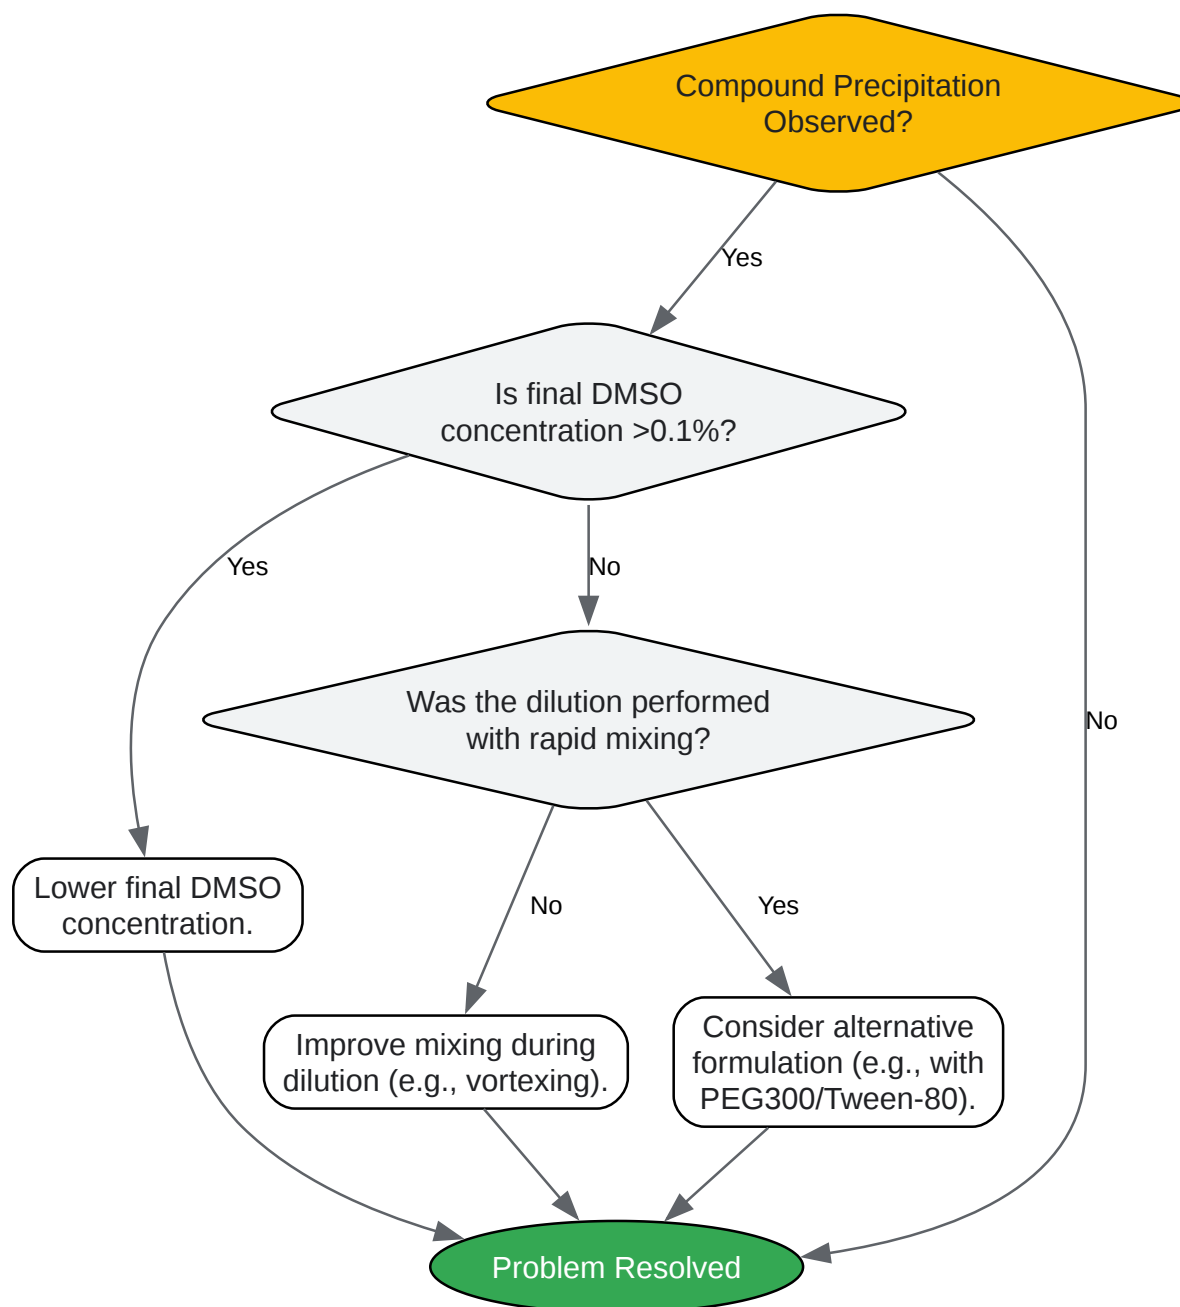 Compound Precipitation
Observed?
Yes
Is final DMSO
concentration >0.1%?
Yes
No
Was the dilution performed
with rapid mixing?
No
No
Yes
Lower final DMSO
concentration.
Improve mixing during
dilution (e.g., vortexing).
Consider alternative
formulation (e.g., with
PEG300/Tween-80).
Problem Resolved